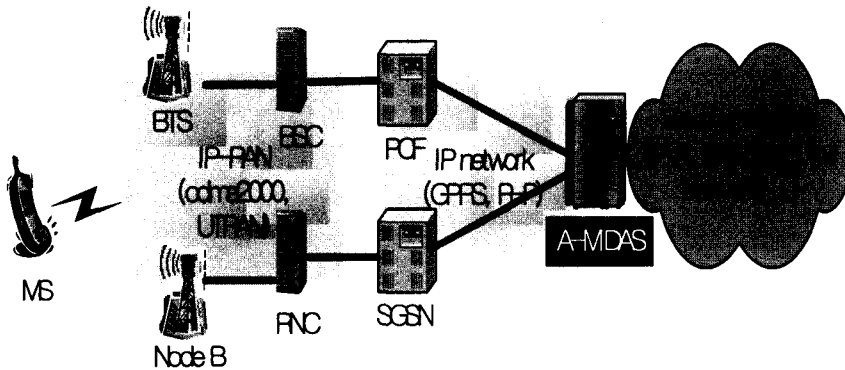 BTS
BSC
PCF
IP-RAN
(cdma2000,
UTRAN)
IP network
(GPRS, R-P)
A-MDAS
MS
RNC
SGSN
Node B